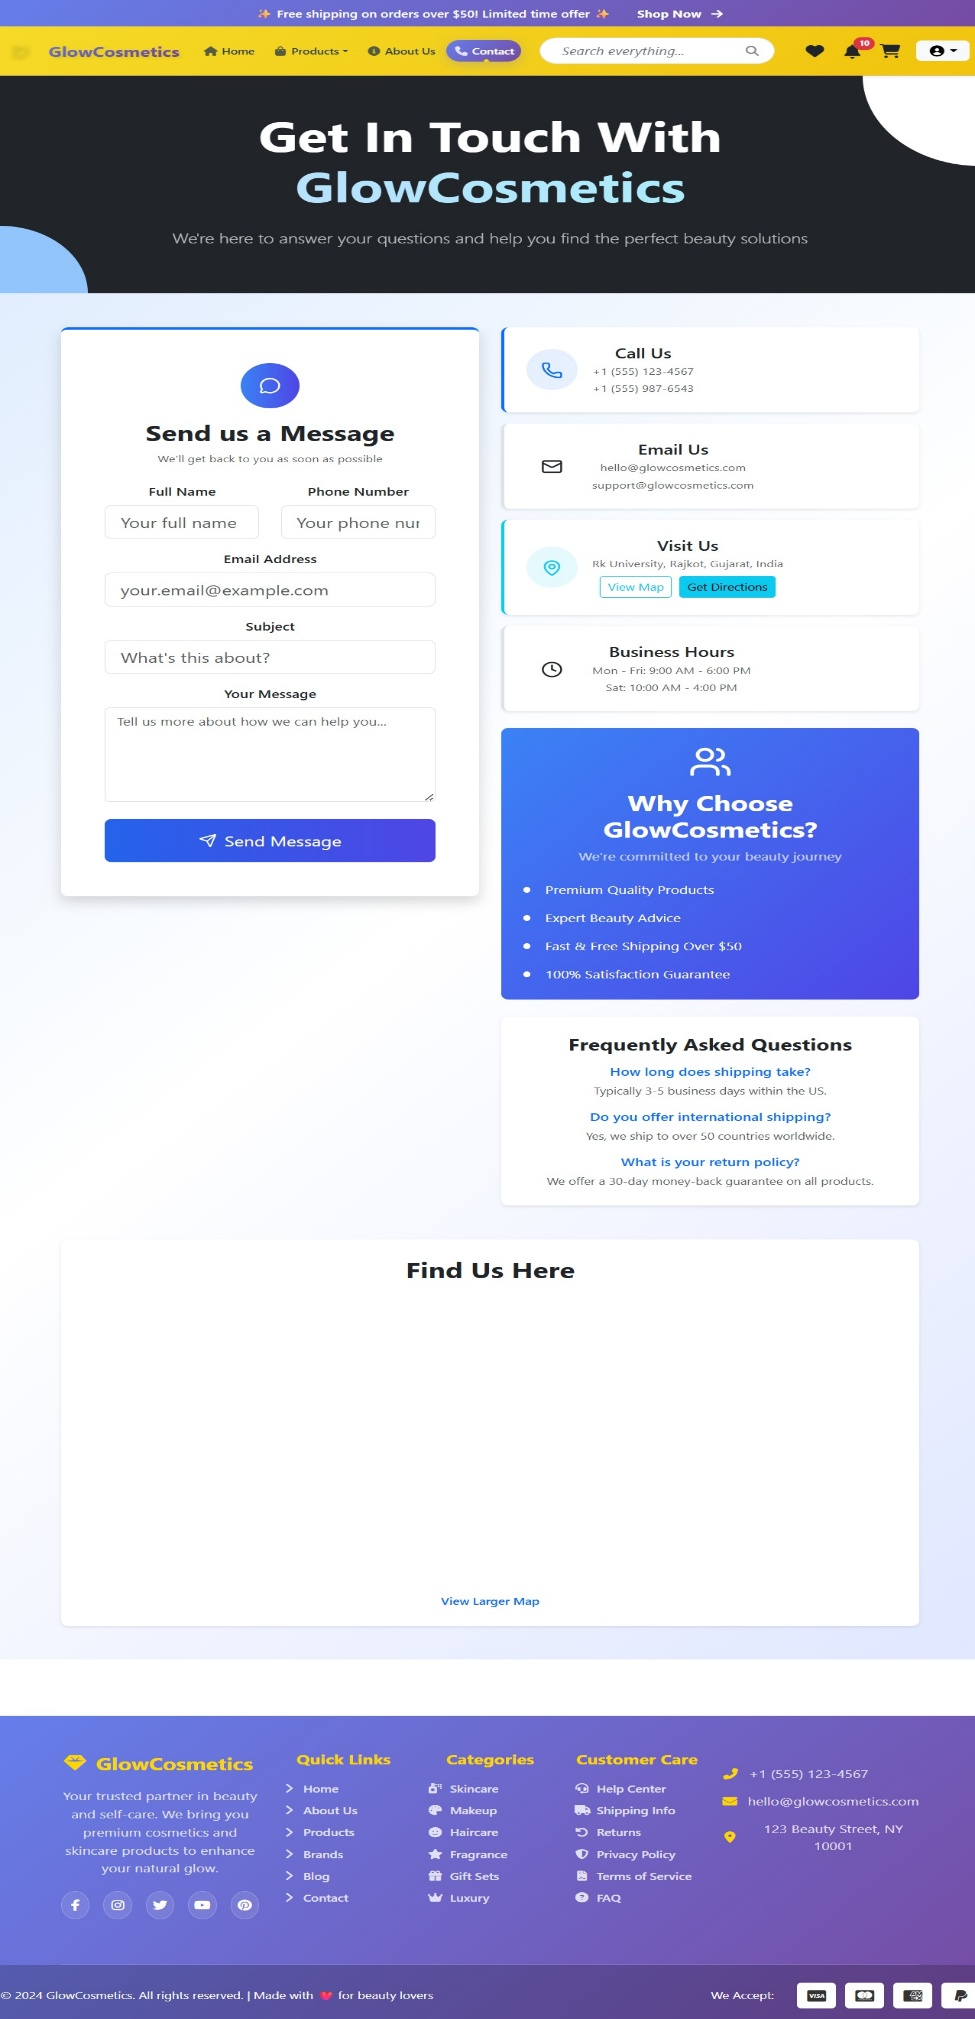 ✨ Free shipping on orders over $50! Limited time offer ✨ Shop Now →
GlowCosmetics Home Products About Us Contact Search everything... 10
Get In Touch With
GlowCosmetics
We're here to answer your questions and help you find the perfect beauty solutions
Send us a Message
We'll get back to you as soon as possible
Full Name Phone Number
Your full name Your phone nur
Email Address
your.email@example.com
Subject
What's this about?
Your Message
Tell us more about how we can help you...
Send Message
Call Us
+1 (555) 123-4567
+1 (555) 987-6543
Email Us
hello@glowcosmetics.com
support@glowcosmetics.com
Visit Us
Rk University, Rajkot, Gujarat, India
View Map Get Directions
Business Hours
Mon - Fri: 9:00 AM - 6:00 PM
Sat: 10:00 AM - 4:00 PM
Why Choose
GlowCosmetics?
We're committed to your beauty journey
Premium Quality Products
Expert Beauty Advice
Fast & Free Shipping Over $50
100% Satisfaction Guarantee
Frequently Asked Questions
How long does shipping take?
Typically 3-5 business days within the US.
Do you offer international shipping?
Yes, we ship to over 50 countries worldwide.
What is your return policy?
We offer a 30-day money-back guarantee on all products.
Find Us Here
View Larger Map
GlowCosmetics
Your trusted partner in beauty
and self-care. We bring you
premium cosmetics and
skincare products to enhance
your natural glow.
Quick Links
Home
About Us
Products
Brands
Blog
Contact
Categories
Skincare
Makeup
Haircare
Fragrance
Gift Sets
Luxury
Customer Care
Help Center
Shipping Info
Returns
Privacy Policy
Terms of Service
FAQ
+1 (555) 123-4567
hello@glowcosmetics.com
123 Beauty Street, NY
10001
© 2024 GlowCosmetics. All rights reserved. | Made with ❤ for beauty lovers
We Accept: VISA